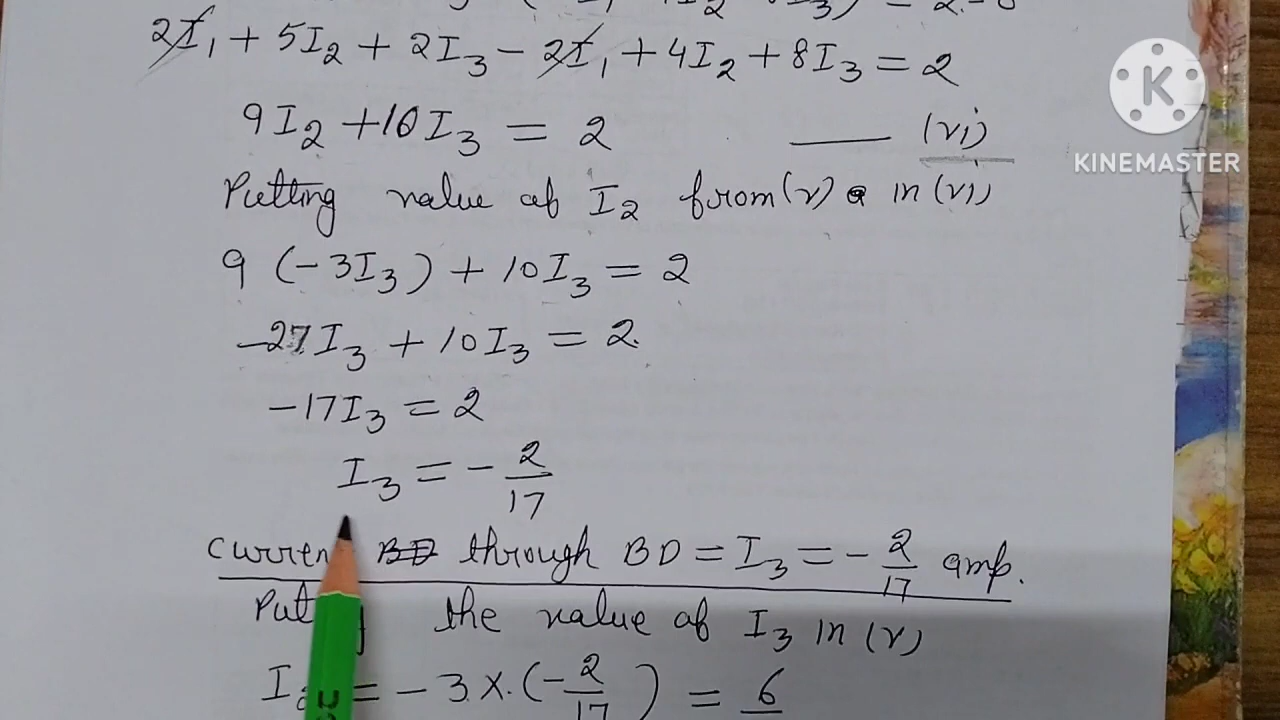 2I₁ + 5I₂ + 2I₃ - 2I₁ + 4I₂ + 8I₃ = 2
9I₂ + 10I₃ = 2 —— (vi)
K
KINEMASTER
Putting value of I₂ from (v) in (vi)
9 (-3I₃) + 10I₃ = 2
-27I₃ + 10I₃ = 2.
-17I₃ = 2
I₃ = - 2/17
through BD = I₃ = - 2/17 amp.
the value of I₃ in (v)
= -3 × (- 2/17) = 6